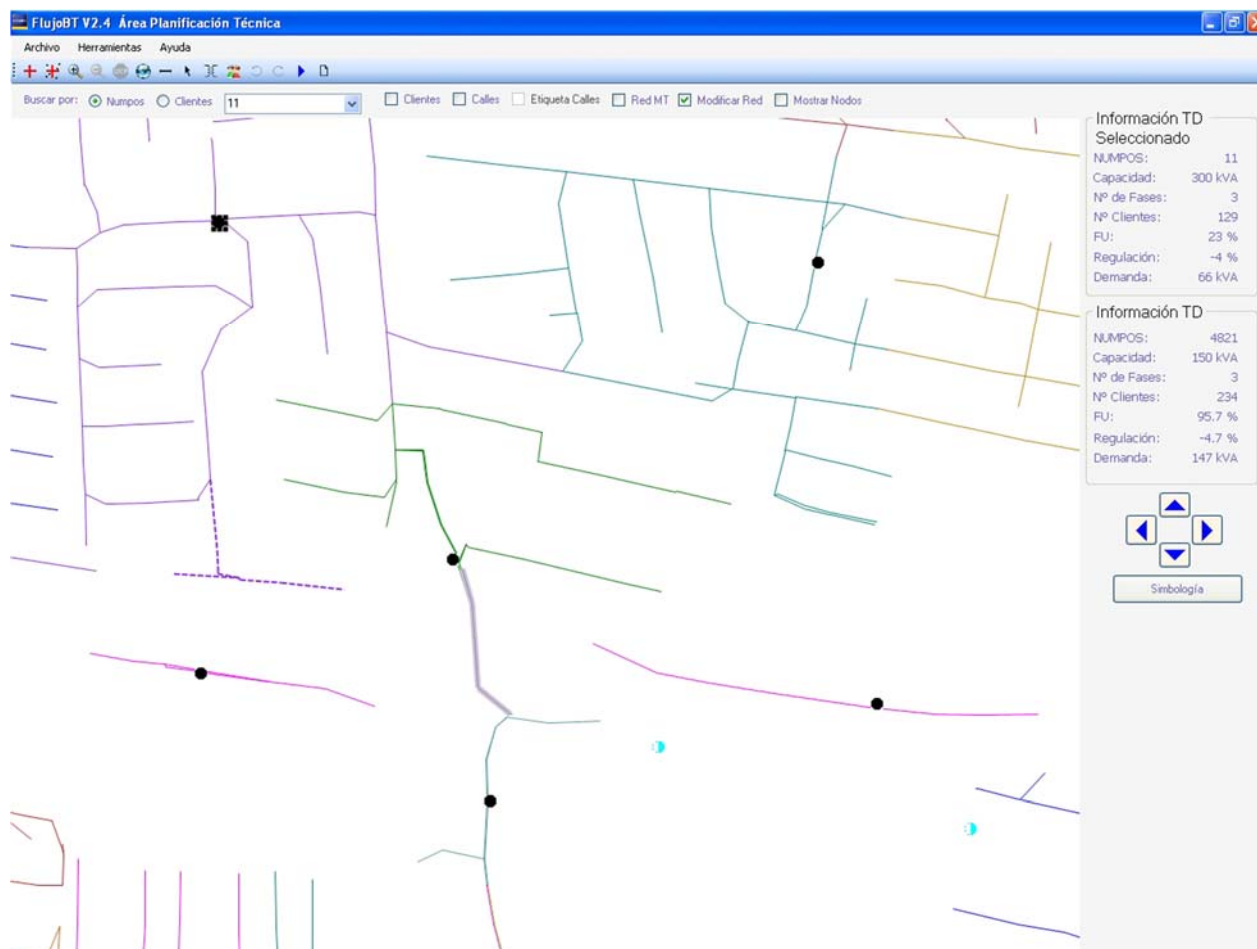 FlujoBT V2.4 Área Planificación Técnica
Archivo Herramientas Ayuda
Buscar por: Numpos Clientes 11 Clientes Calles Etiqueta Calles Red MT Modificar Red Mostrar Nodos
Información TD
Seleccionado
NUMPOS: 11
Capacidad: 300 kVA
Nº de Fases: 3
Nº Clientes: 129
FU: 23 %
Regulación: -4 %
Demanda: 66 kVA
Información TD
NUMPOS: 4821
Capacidad: 150 kVA
Nº de Fases: 3
Nº Clientes: 234
FU: 95.7 %
Regulación: -4.7 %
Demanda: 147 kVA
Simbología